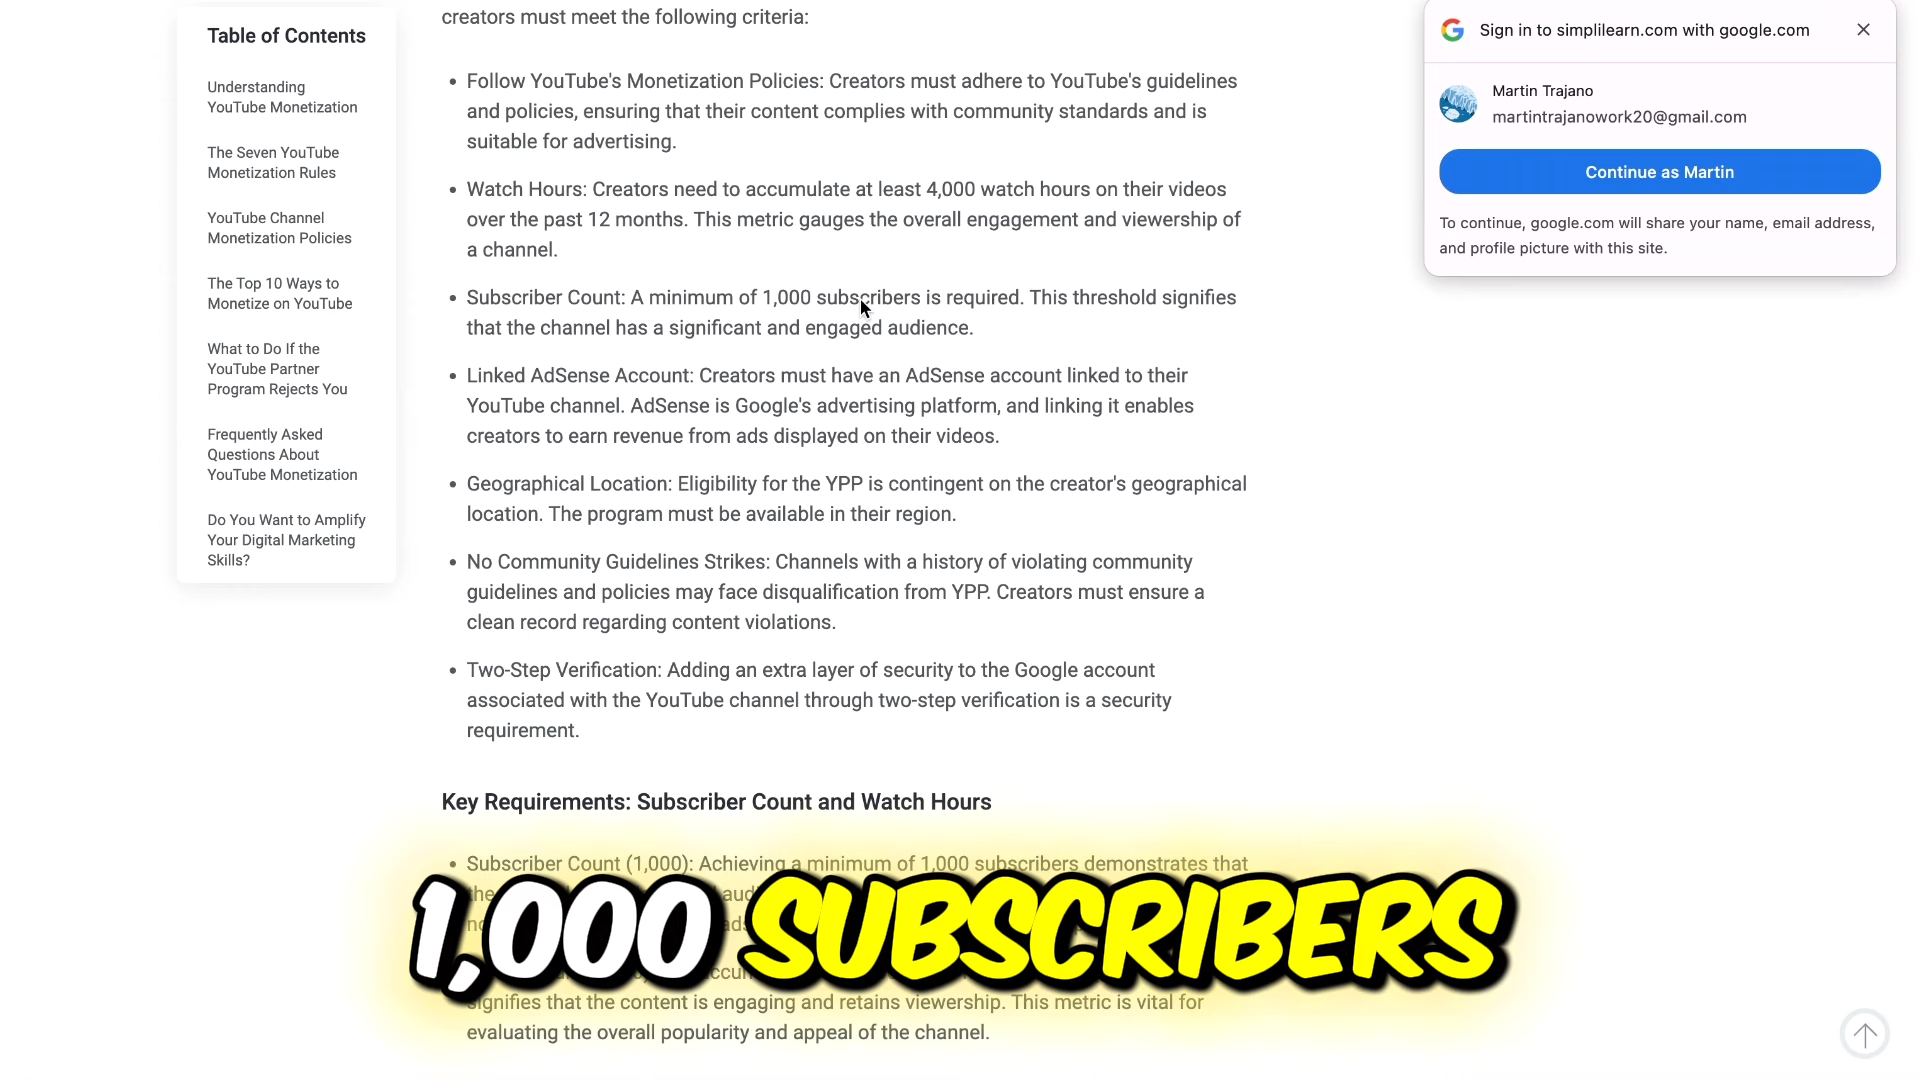 creators must meet the following criteria:
Table of Contents
Understanding
YouTube Monetization
The Seven YouTube
Monetization Rules
YouTube Channel
Monetization Policies
The Top 10 Ways to
Monetize on YouTube
What to Do If the
YouTube Partner
Program Rejects You
Frequently Asked
Questions About
YouTube Monetization
Do You Want to Amplify
Your Digital Marketing
Skills?
• Follow YouTube's Monetization Policies: Creators must adhere to YouTube's guidelines
and policies, ensuring that their content complies with community standards and is
suitable for advertising.
• Watch Hours: Creators need to accumulate at least 4,000 watch hours on their videos
over the past 12 months. This metric gauges the overall engagement and viewership of
a channel.
• Subscriber Count: A minimum of 1,000 subscribers is required. This threshold signifies
that the channel has a significant and engaged audience.
• Linked AdSense Account: Creators must have an AdSense account linked to their
YouTube channel. AdSense is Google's advertising platform, and linking it enables
creators to earn revenue from ads displayed on their videos.
• Geographical Location: Eligibility for the YPP is contingent on the creator's geographical
location. The program must be available in their region.
• No Community Guidelines Strikes: Channels with a history of violating community
guidelines and policies may face disqualification from YPP. Creators must ensure a
clean record regarding content violations.
• Two-Step Verification: Adding an extra layer of security to the Google account
associated with the YouTube channel through two-step verification is a security
requirement.
Key Requirements: Subscriber Count and Watch Hours
• Subscriber Count (1,000): Achieving a minimum of 1,000 subscribers demonstrates that
the
1,000 SUBSCRIBERS
signifies that the content is engaging and retains viewership. This metric is vital for
evaluating the overall popularity and appeal of the channel.
Sign in to simplilearn.com with google.com
Martin Trajano
martintrajanowork20@gmail.com
Continue as Martin
To continue, google.com will share your name, email address,
and profile picture with this site.